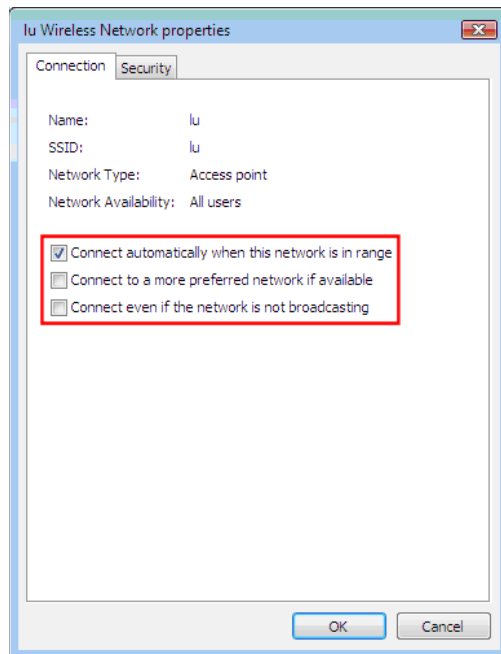 lu Wireless Network properties
Connection Security
Name: lu
SSID: lu
Network Type: Access point
Network Availability: All users
Connect automatically when this network is in range
Connect to a more preferred network if available
Connect even if the network is not broadcasting
OK Cancel